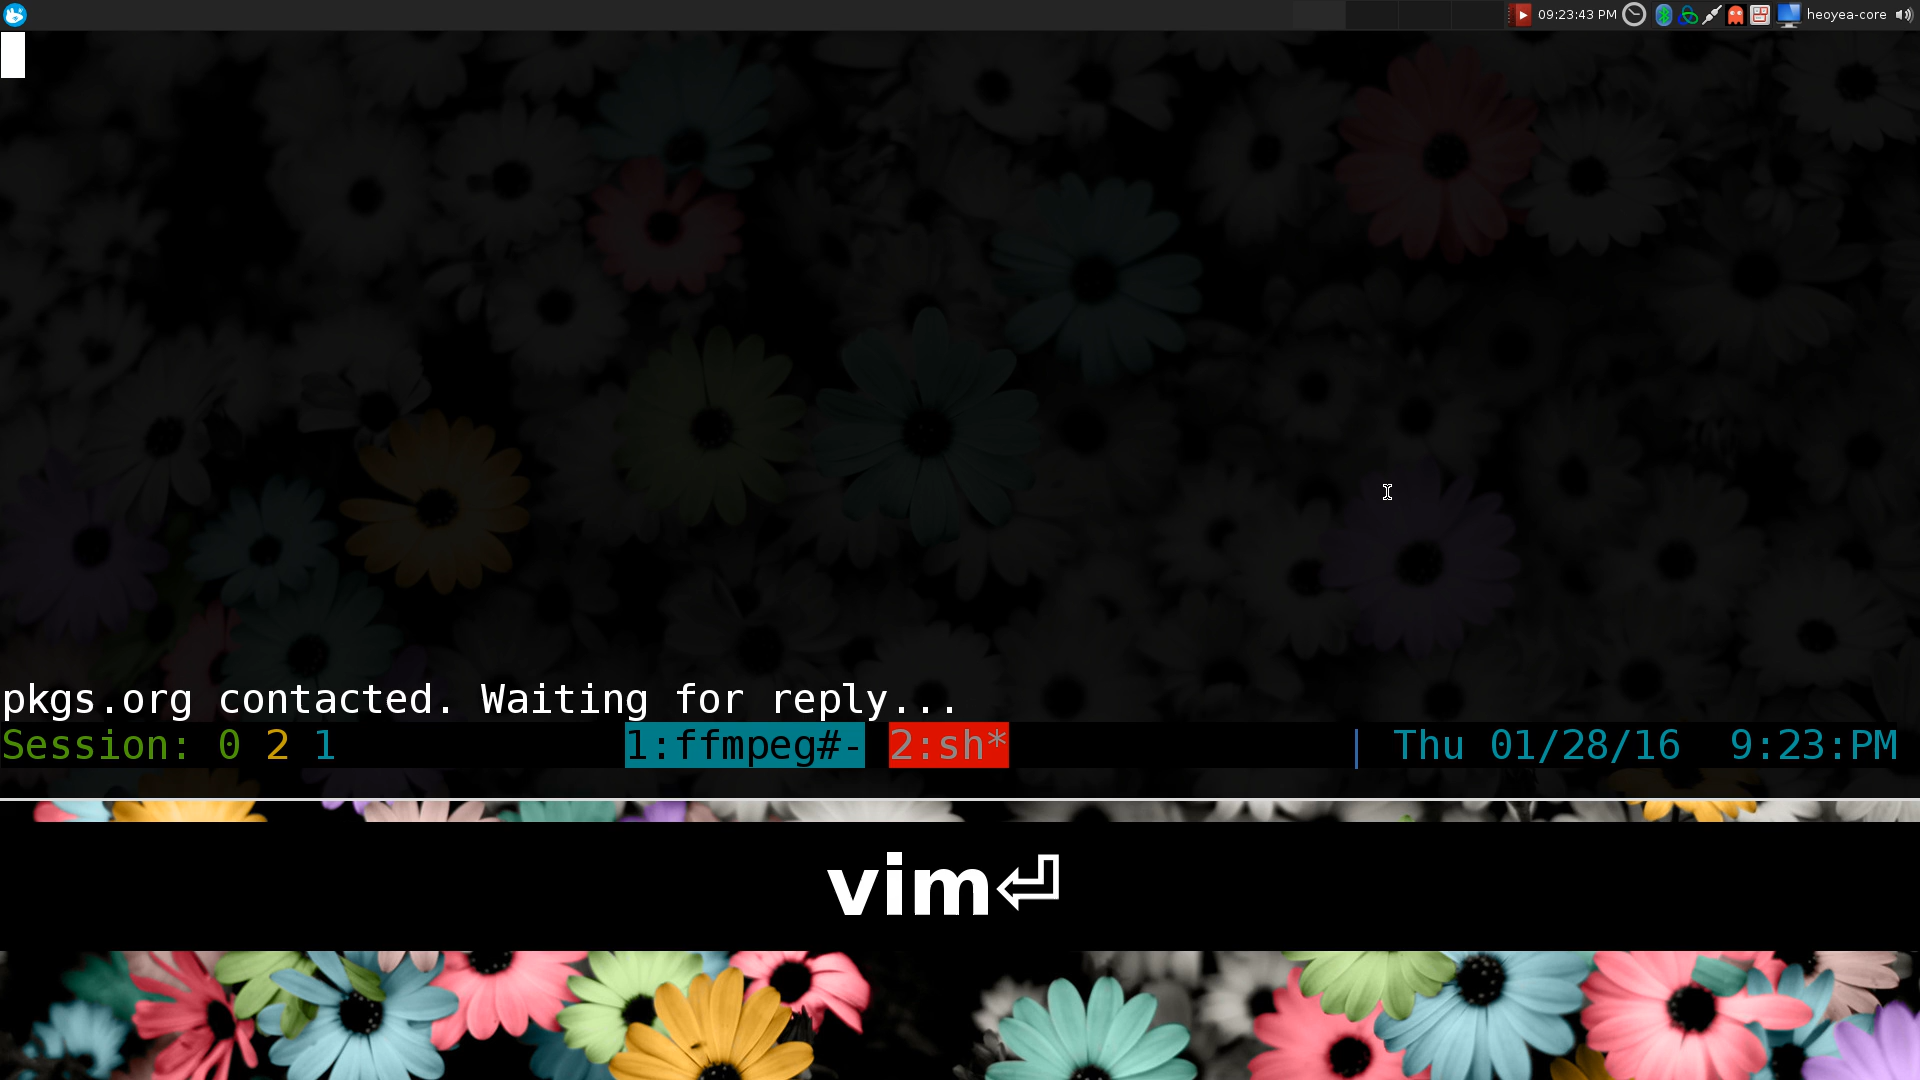 09:23:43 PM heoyea-core
pkgs.org contacted. Waiting for reply...
Session: 0 2 1 1:ffmpeg#- 2:sh* | Thu 01/28/16 9:23:PM
vim⏎